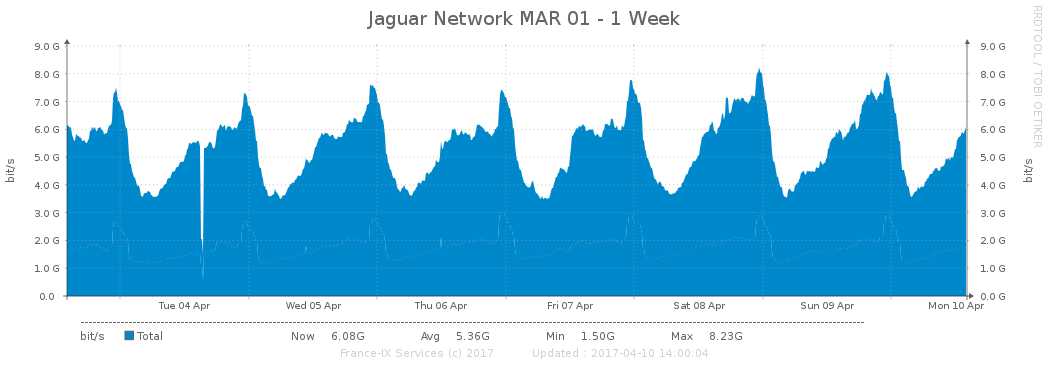 Jaguar Network MAR 01 - 1 Week
RRDTOOL / TOBI OETIKER
9.0 G 9.0 G
8.0 G 8.0 G
7.0 G 7.0 G
6.0 G 6.0 G
5.0 G 5.0 G
4.0 G 4.0 G
3.0 G 3.0 G
2.0 G 2.0 G
1.0 G 1.0 G
0.0 0.0 G
bit/s bit/s
Tue 04 Apr Wed 05 Apr Thu 06 Apr Fri 07 Apr Sat 08 Apr Sun 09 Apr Mon 10 Apr
bit/s Total Now 6.08G Avg 5.36G Min 1.50G Max 8.23G
France-IX Services (c) 2017 Updated : 2017-04-10 14:00:04